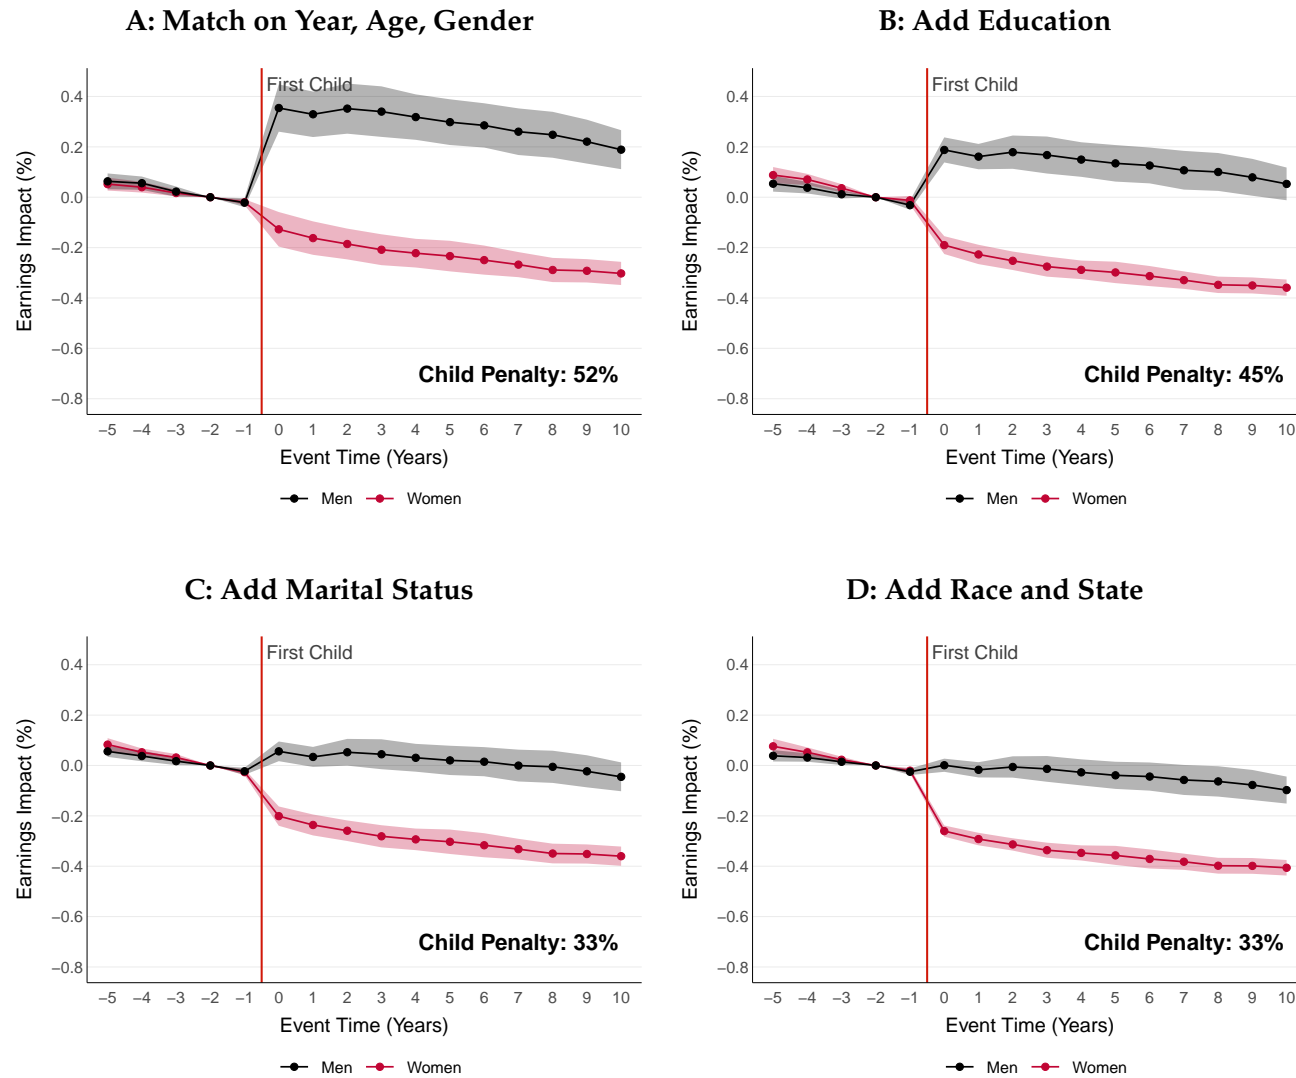 A: Match on Year, Age, Gender
First Child
Earnings Impact (%)
0.4
0.2
0.0
−0.2
−0.4
−0.6
−0.8
Child Penalty: 52%
−5 −4 −3 −2 −1 0 1 2 3 4 5 6 7 8 9 10
Event Time (Years)
Men Women
B: Add Education
First Child
Earnings Impact (%)
0.4
0.2
0.0
−0.2
−0.4
−0.6
−0.8
Child Penalty: 45%
−5 −4 −3 −2 −1 0 1 2 3 4 5 6 7 8 9 10
Event Time (Years)
Men Women
C: Add Marital Status
First Child
Earnings Impact (%)
0.4
0.2
0.0
−0.2
−0.4
−0.6
−0.8
Child Penalty: 33%
−5 −4 −3 −2 −1 0 1 2 3 4 5 6 7 8 9 10
Event Time (Years)
Men Women
D: Add Race and State
First Child
Earnings Impact (%)
0.4
0.2
0.0
−0.2
−0.4
−0.6
−0.8
Child Penalty: 33%
−5 −4 −3 −2 −1 0 1 2 3 4 5 6 7 8 9 10
Event Time (Years)
Men Women